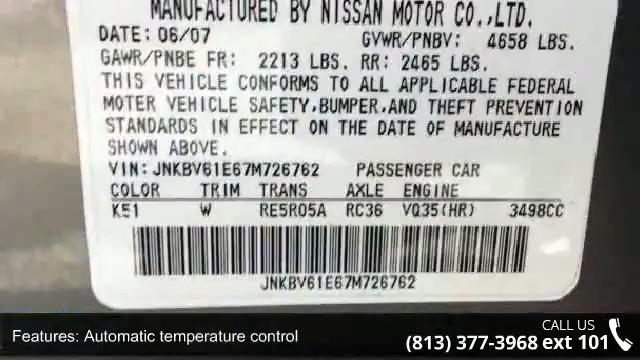 MANUFACTURED BY NISSAN MOTOR CO.,LTD.
DATE: 06/07 GVWR/PNBV: 4658 LBS.
GAWR/PNBE FR: 2213 LBS. RR: 2465 LBS.
THIS VEHICLE CONFORMS TO ALL APPLICABLE FEDERAL
MOTOR VEHICLE SAFETY,BUMPER,AND THEFT PREVENTION
STANDARDS IN EFFECT ON THE DATE OF MANUFACTURE
SHOWN ABOVE.
VIN: JNKBV61E67M726762 PASSENGER CAR
COLOR TRIM TRANS AXLE ENGINE
K51 W RE5R05A RC36 VQ35(HR) 3498CC
JNKBV61E67M726762
Features: Automatic temperature control
CALL US
(813) 377-3968 ext 101